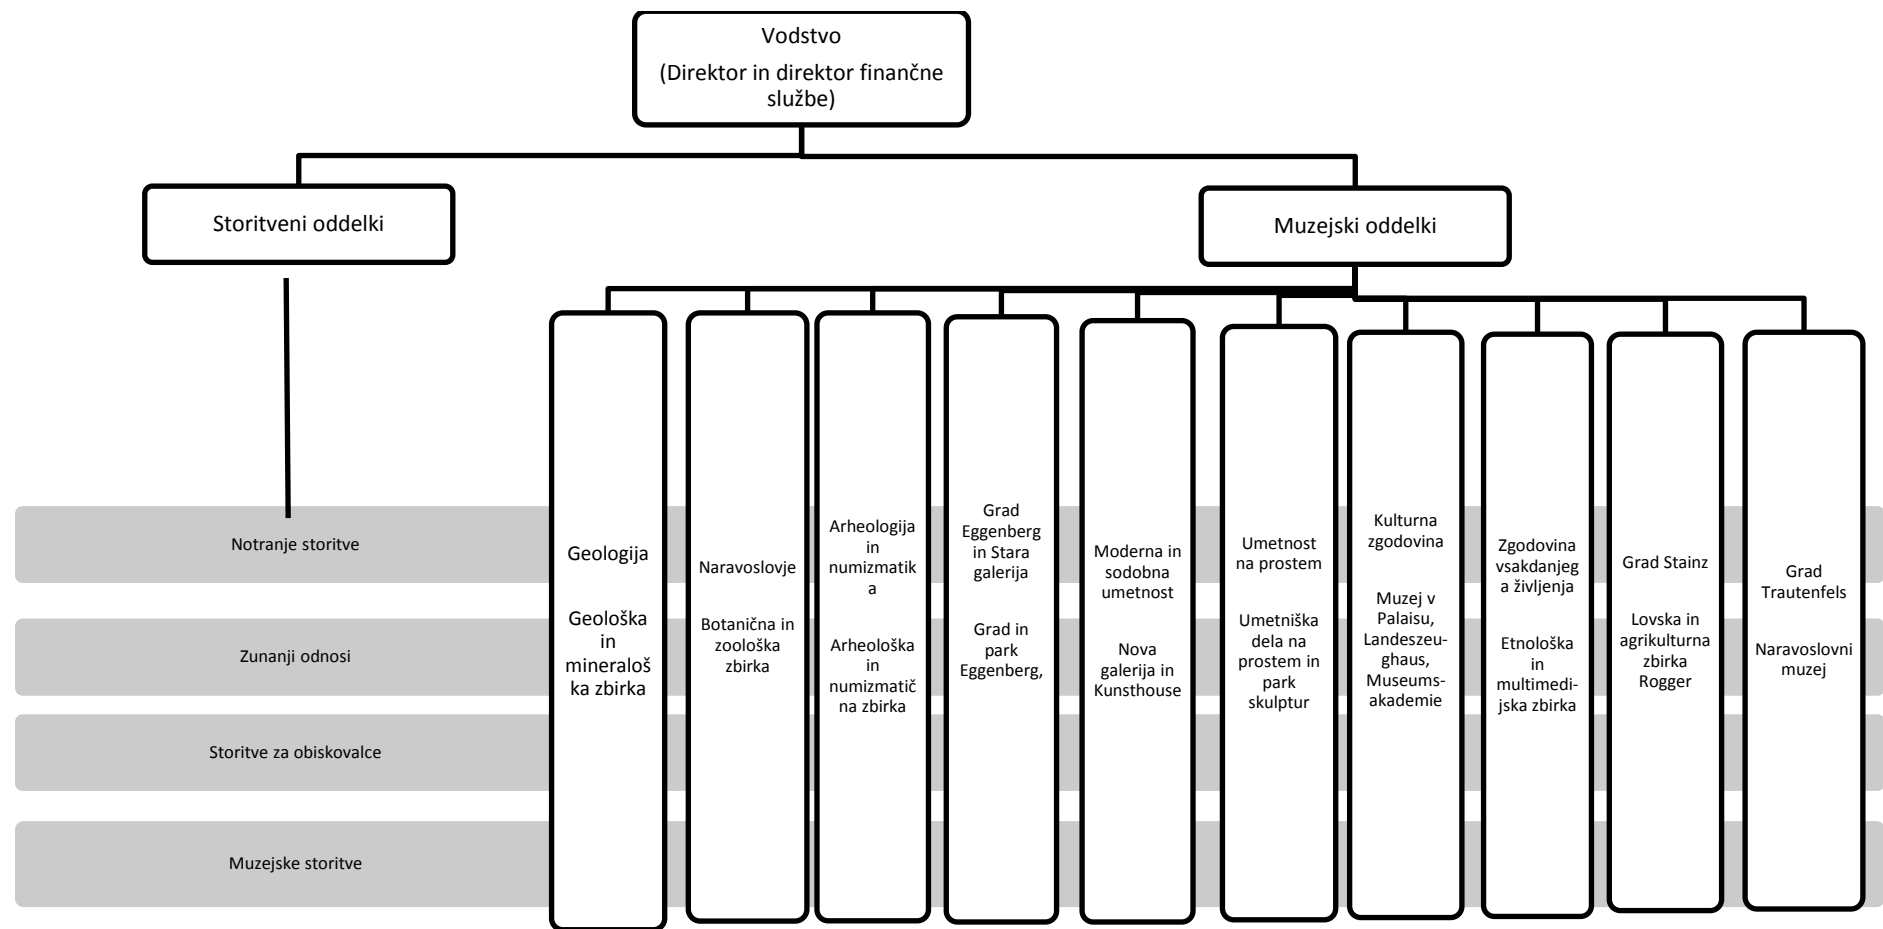 Vodstvo
(Direktor in direktor finančne
službe)
Storitveni oddelki
Muzejski oddelki
Notranje storitve
Zunanji odnosi
Storitve za obiskovalce
Muzejske storitve
Geologija
Geološka
in
mineraloš
ka zbirka
Naravoslovje
Botanična in
zoološka
zbirka
Arheologija
in
numizmatik
a
Arheološka
in
numizmatič
na zbirka
Grad
Eggenberg
in Stara
galerija
Grad in
park
Eggenberg,
Moderna in
sodobna
umetnost
Nova
galerija in
Kunsthouse
Umetnost
na prostem
Umetniška
dela na
prostem in
park
skulptur
Kulturna
zgodovina
Muzej v
Palaisu,
Landeszeu-
ghaus,
Museums-
akademie
Zgodovina
vsakdanjeg
a življenja
Etnološka
in
multimedi-
jska zbirka
Grad Stainz
Lovska in
agrikulturna
zbirka
Rogger
Grad
Trautenfels
Naravoslovni
muzej